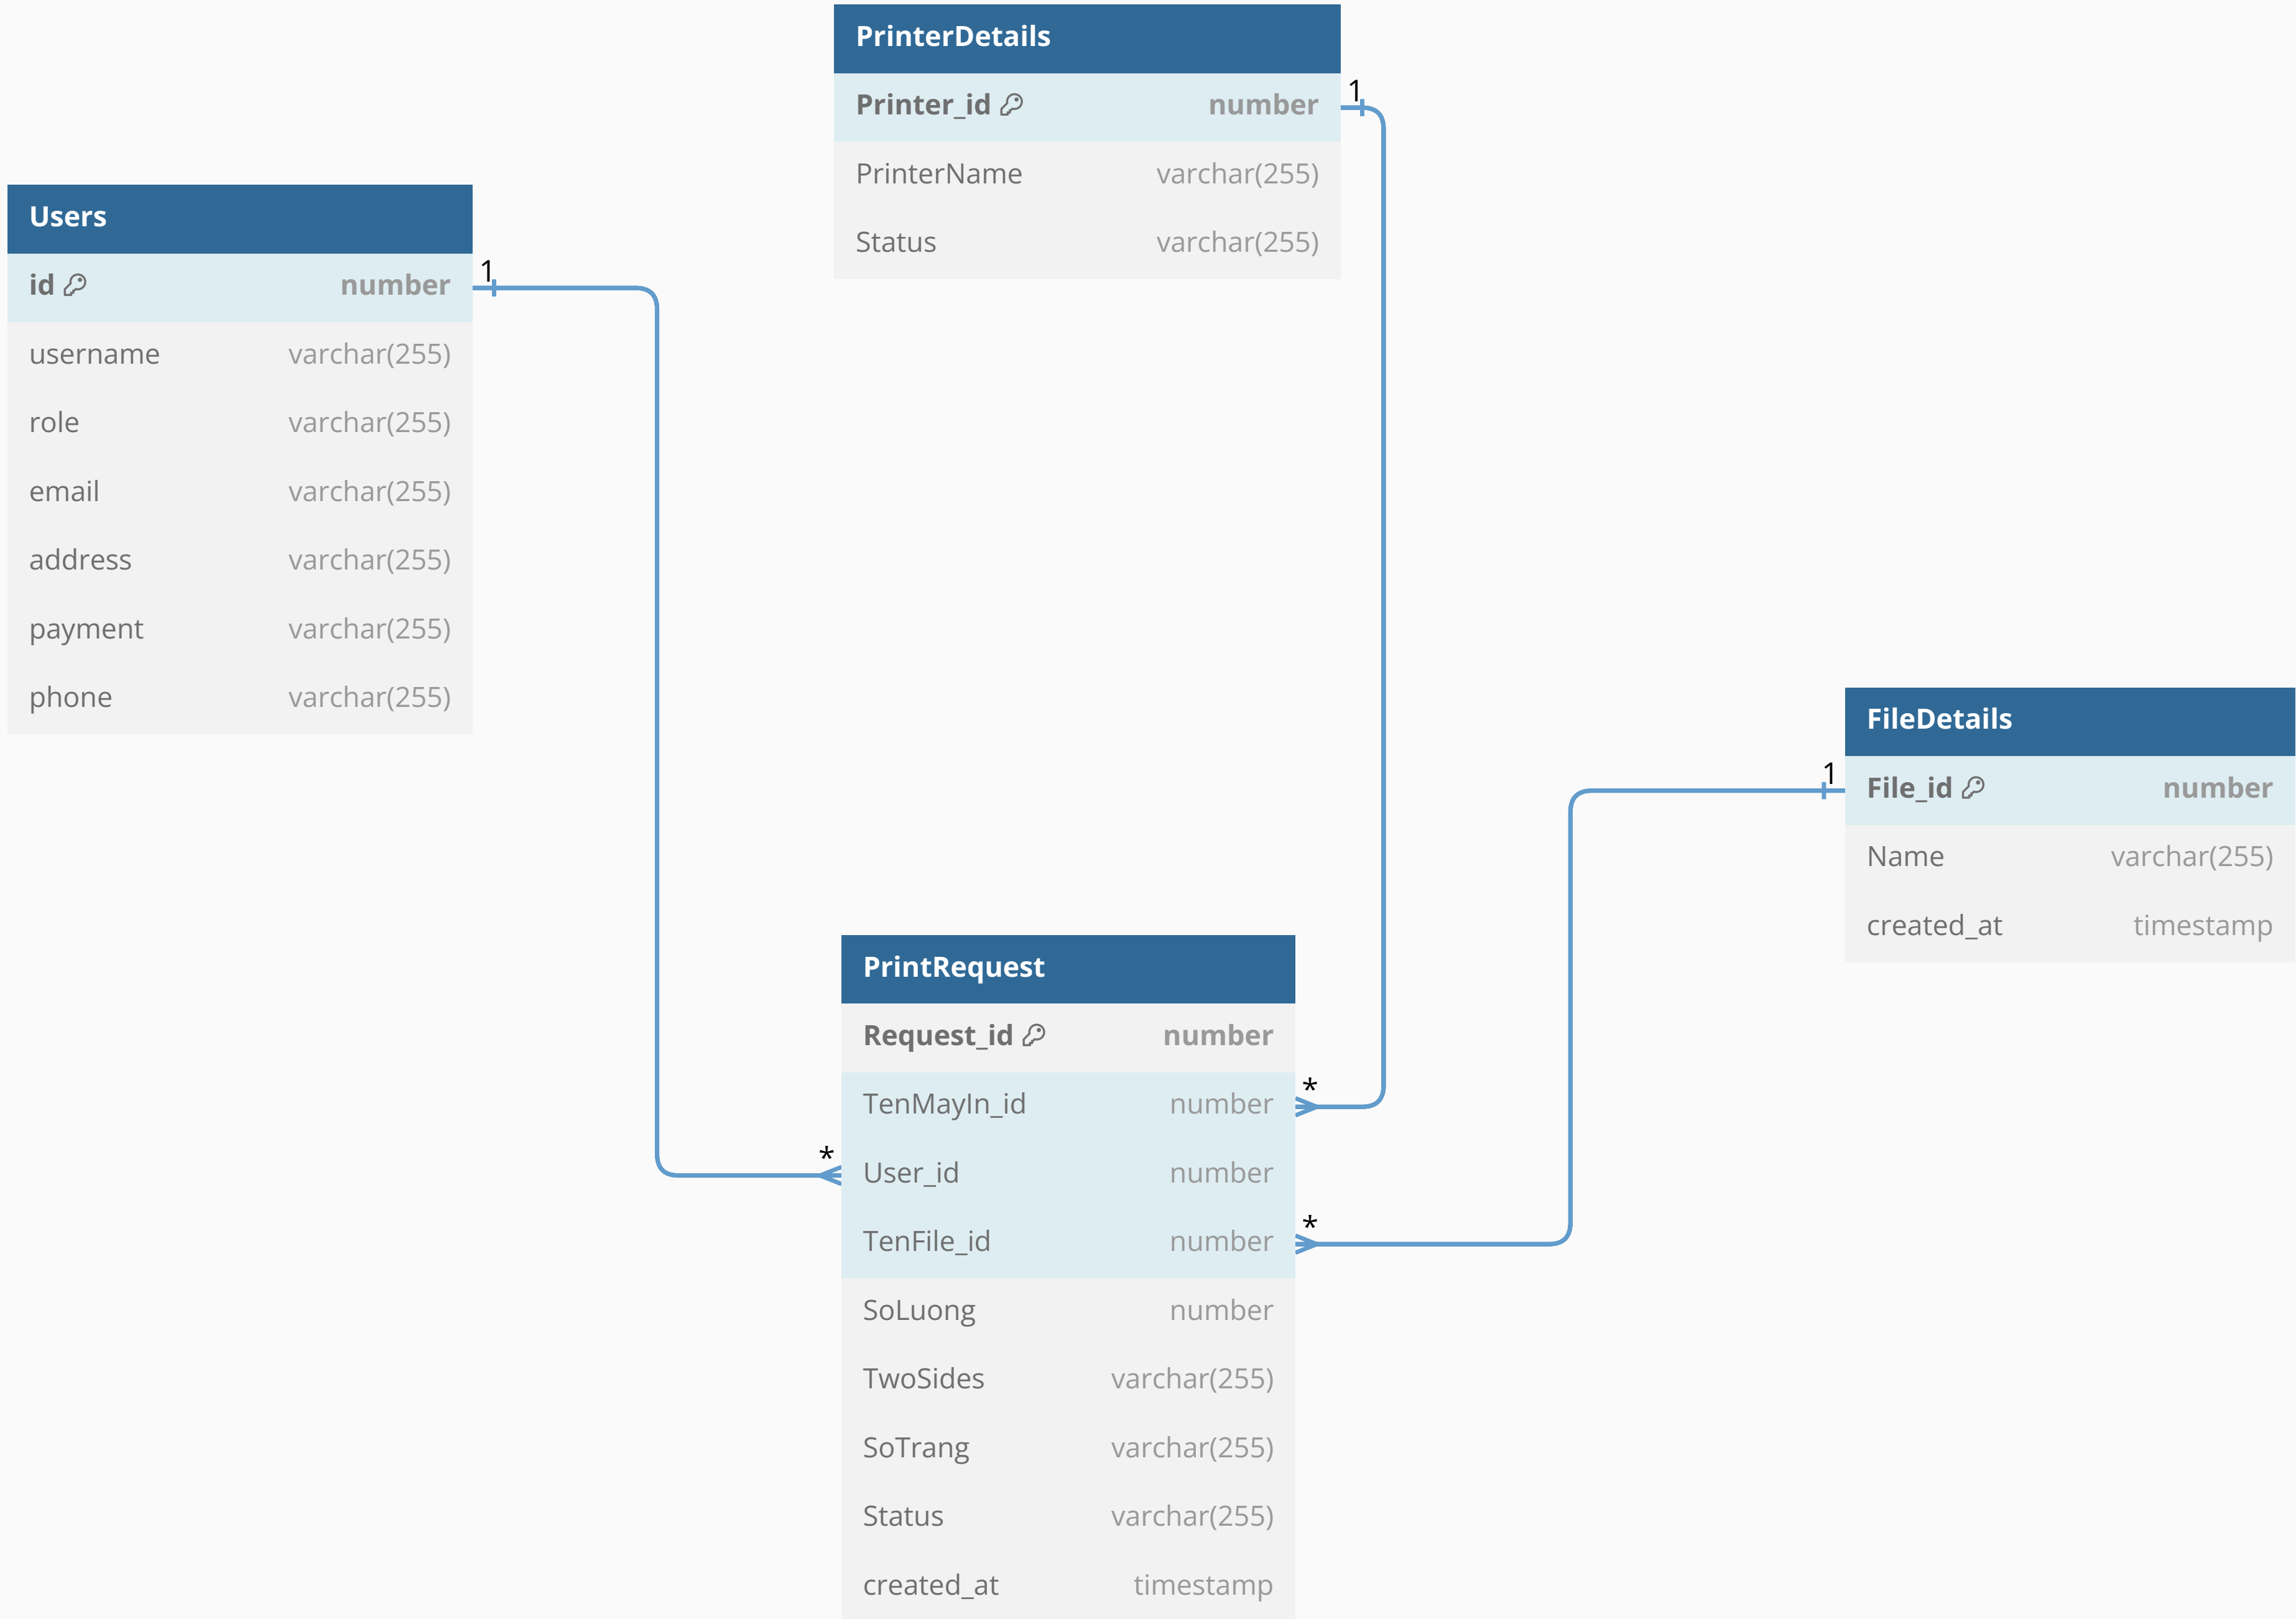 PrinterDetails
Printer_id number
PrinterName varchar(255)
Status varchar(255)
1
Users
id number
username varchar(255)
role varchar(255)
email varchar(255)
address varchar(255)
payment varchar(255)
phone varchar(255)
1
FileDetails
File_id number
Name varchar(255)
created_at timestamp
1
PrintRequest
Request_id number
TenMayIn_id number
*
User_id number
*
TenFile_id number
*
SoLuong number
TwoSides varchar(255)
SoTrang varchar(255)
Status varchar(255)
created_at timestamp